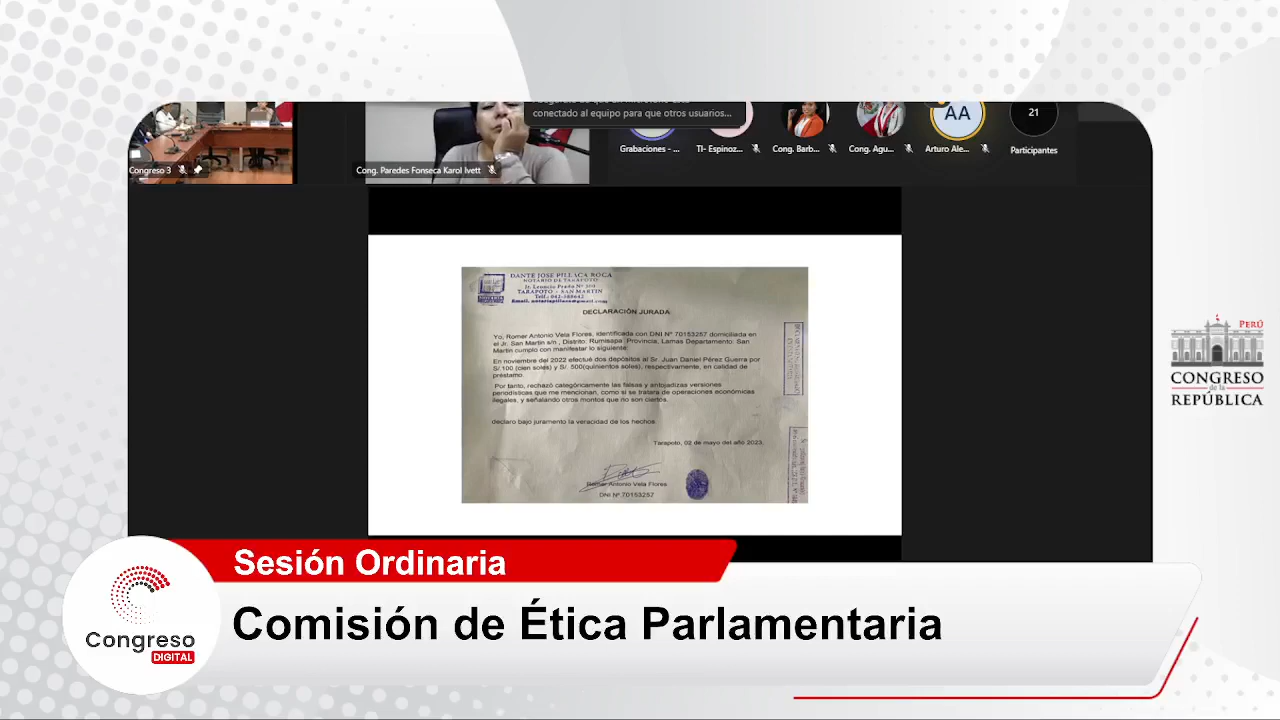 conectado al equipo para que otros usuarios...
AA
21
Congreso 3
Cong. Paredes Fonseca Karol Ivett
Grabaciones - ...
TI- Espinoz...
Cong. Barb...
Cong. Agu...
Arturo Ale...
Participantes
DANTE JOSE PILLACA ROCA
NOTARIO DE TARAPOTO
TARAPOTO - SAN MARTIN
DECLARACIÓN JURADA
Yo, Romer Antonio Vela Flores, identificada con DNI Nº 70153257 domiciliada en
el Jr. San Martin s/n , Distrito: Rumisapa Provincia, Lamas Departamento: San
Martin cumplo con manifestar lo siguiente:
En noviembre del 2022 efectué dos depósitos al Sr. Juan Daniel Pérez Guerra por
S/.100 (cien soles) y S/. 500(quinientos soles), respectivamente, en calidad de
préstamo.
Por tanto, rechazó categóricamente las falsas y antojadizas versiones
periodísticas que me mencionan, como si se tratara de operaciones económicas
ilegales, y señalando otros montos que no son ciertos.
declaro bajo juramento la veracidad de los hechos.
Tarapoto, 02 de mayo del año 2023.
Romer Antonio Vela Flores
DNI Nº 70153257
PERÚ
CONGRESO
de la
REPÚBLICA
Sesión Ordinaria
Comisión de Ética Parlamentaria
Congreso
DIGITAL